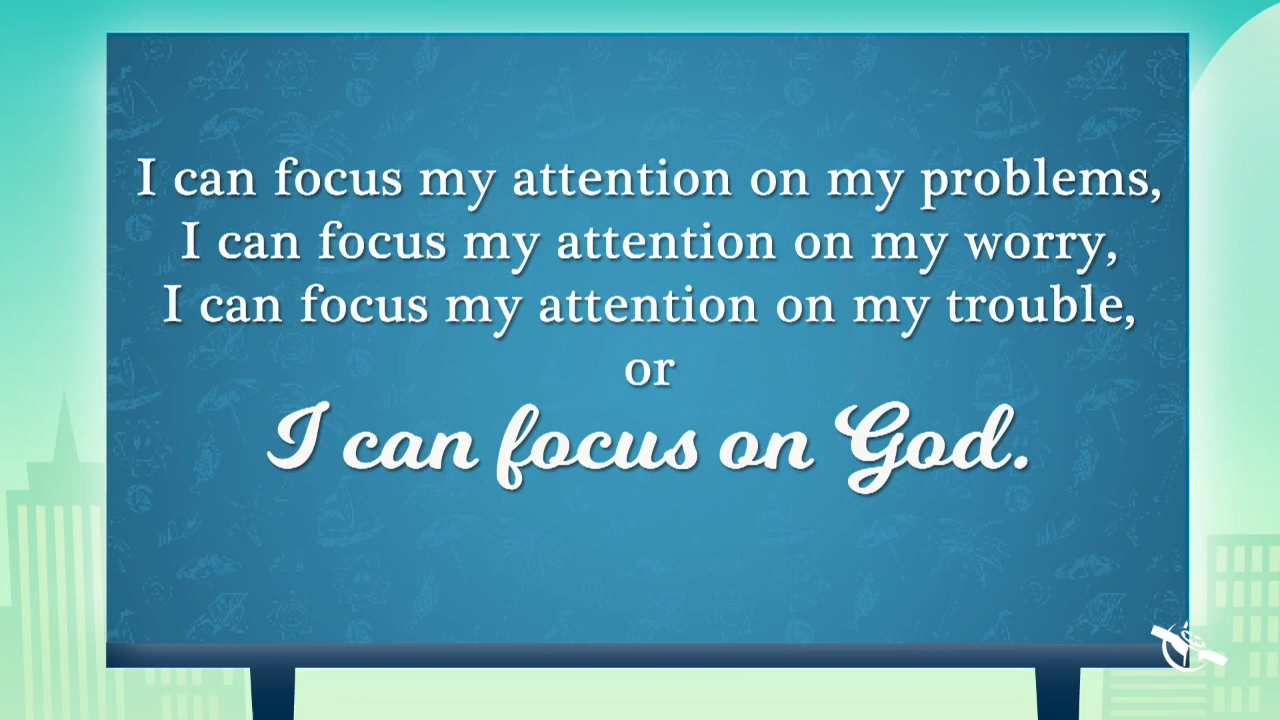 I can focus my attention on my problems,
I can focus my attention on my worry,
I can focus my attention on my trouble,
or
I can focus on God.